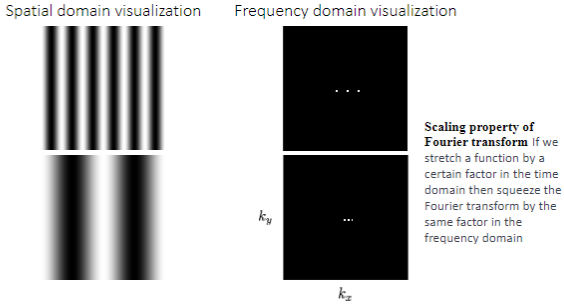 Spatial domain visualization
Frequency domain visualization
Scaling property of
Fourier transform If we
stretch a function by a
certain factor in the time
domain then squeeze the
Fourier transform by the
same factor in the
frequency domain
k_y
k_x